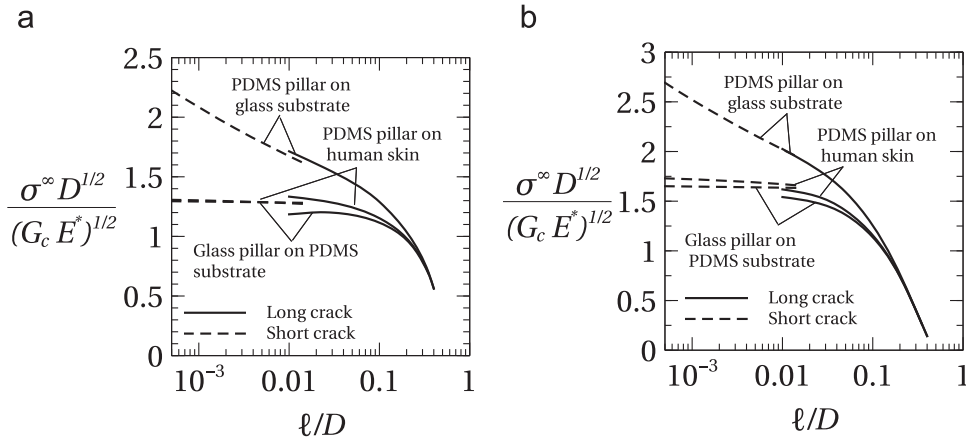 a
2.5
2
1.5
1
0.5
0
10⁻³
0.01
0.1
1
σ^∞ D^1/2
(G_c E*)^1/2
ℓ/D
PDMS pillar on
glass substrate
PDMS pillar on
human skin
Glass pillar on PDMS
substrate
Long crack
Short crack
b
3
2.5
2
1.5
1
0.5
0
10⁻³
0.01
0.1
1
σ^∞ D^1/2
(G_c E*)^1/2
ℓ/D
PDMS pillar on
glass substrate
PDMS pillar on
human skin
Glass pillar on
PDMS substrate
Long crack
Short crack